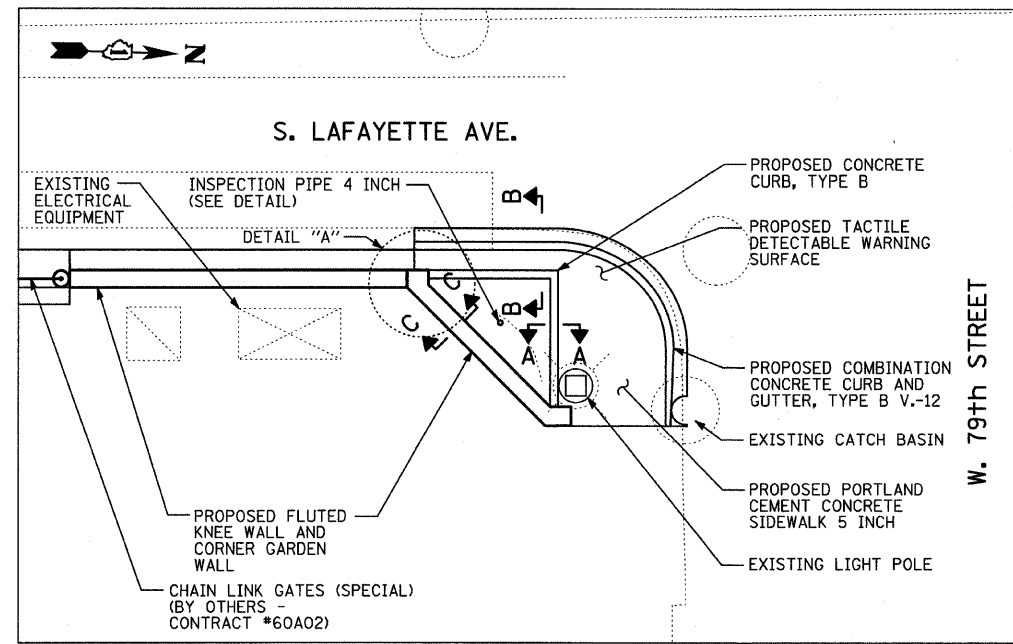 N
S. LAFAYETTE AVE.
EXISTING
ELECTRICAL
EQUIPMENT
INSPECTION PIPE 4 INCH
(SEE DETAIL)
DETAIL "A"
B
B
C
C
A
A
PROPOSED CONCRETE
CURB, TYPE B
PROPOSED TACTILE
DETECTABLE WARNING
SURFACE
W. 79th STREET
PROPOSED COMBINATION
CONCRETE CURB AND
GUTTER, TYPE B V.-12
EXISTING CATCH BASIN
PROPOSED PORTLAND
CEMENT CONCRETE
SIDEWALK 5 INCH
EXISTING LIGHT POLE
PROPOSED FLUTED
KNEE WALL AND
CORNER GARDEN
WALL
CHAIN LINK GATES (SPECIAL)
(BY OTHERS -
CONTRACT #60A02)